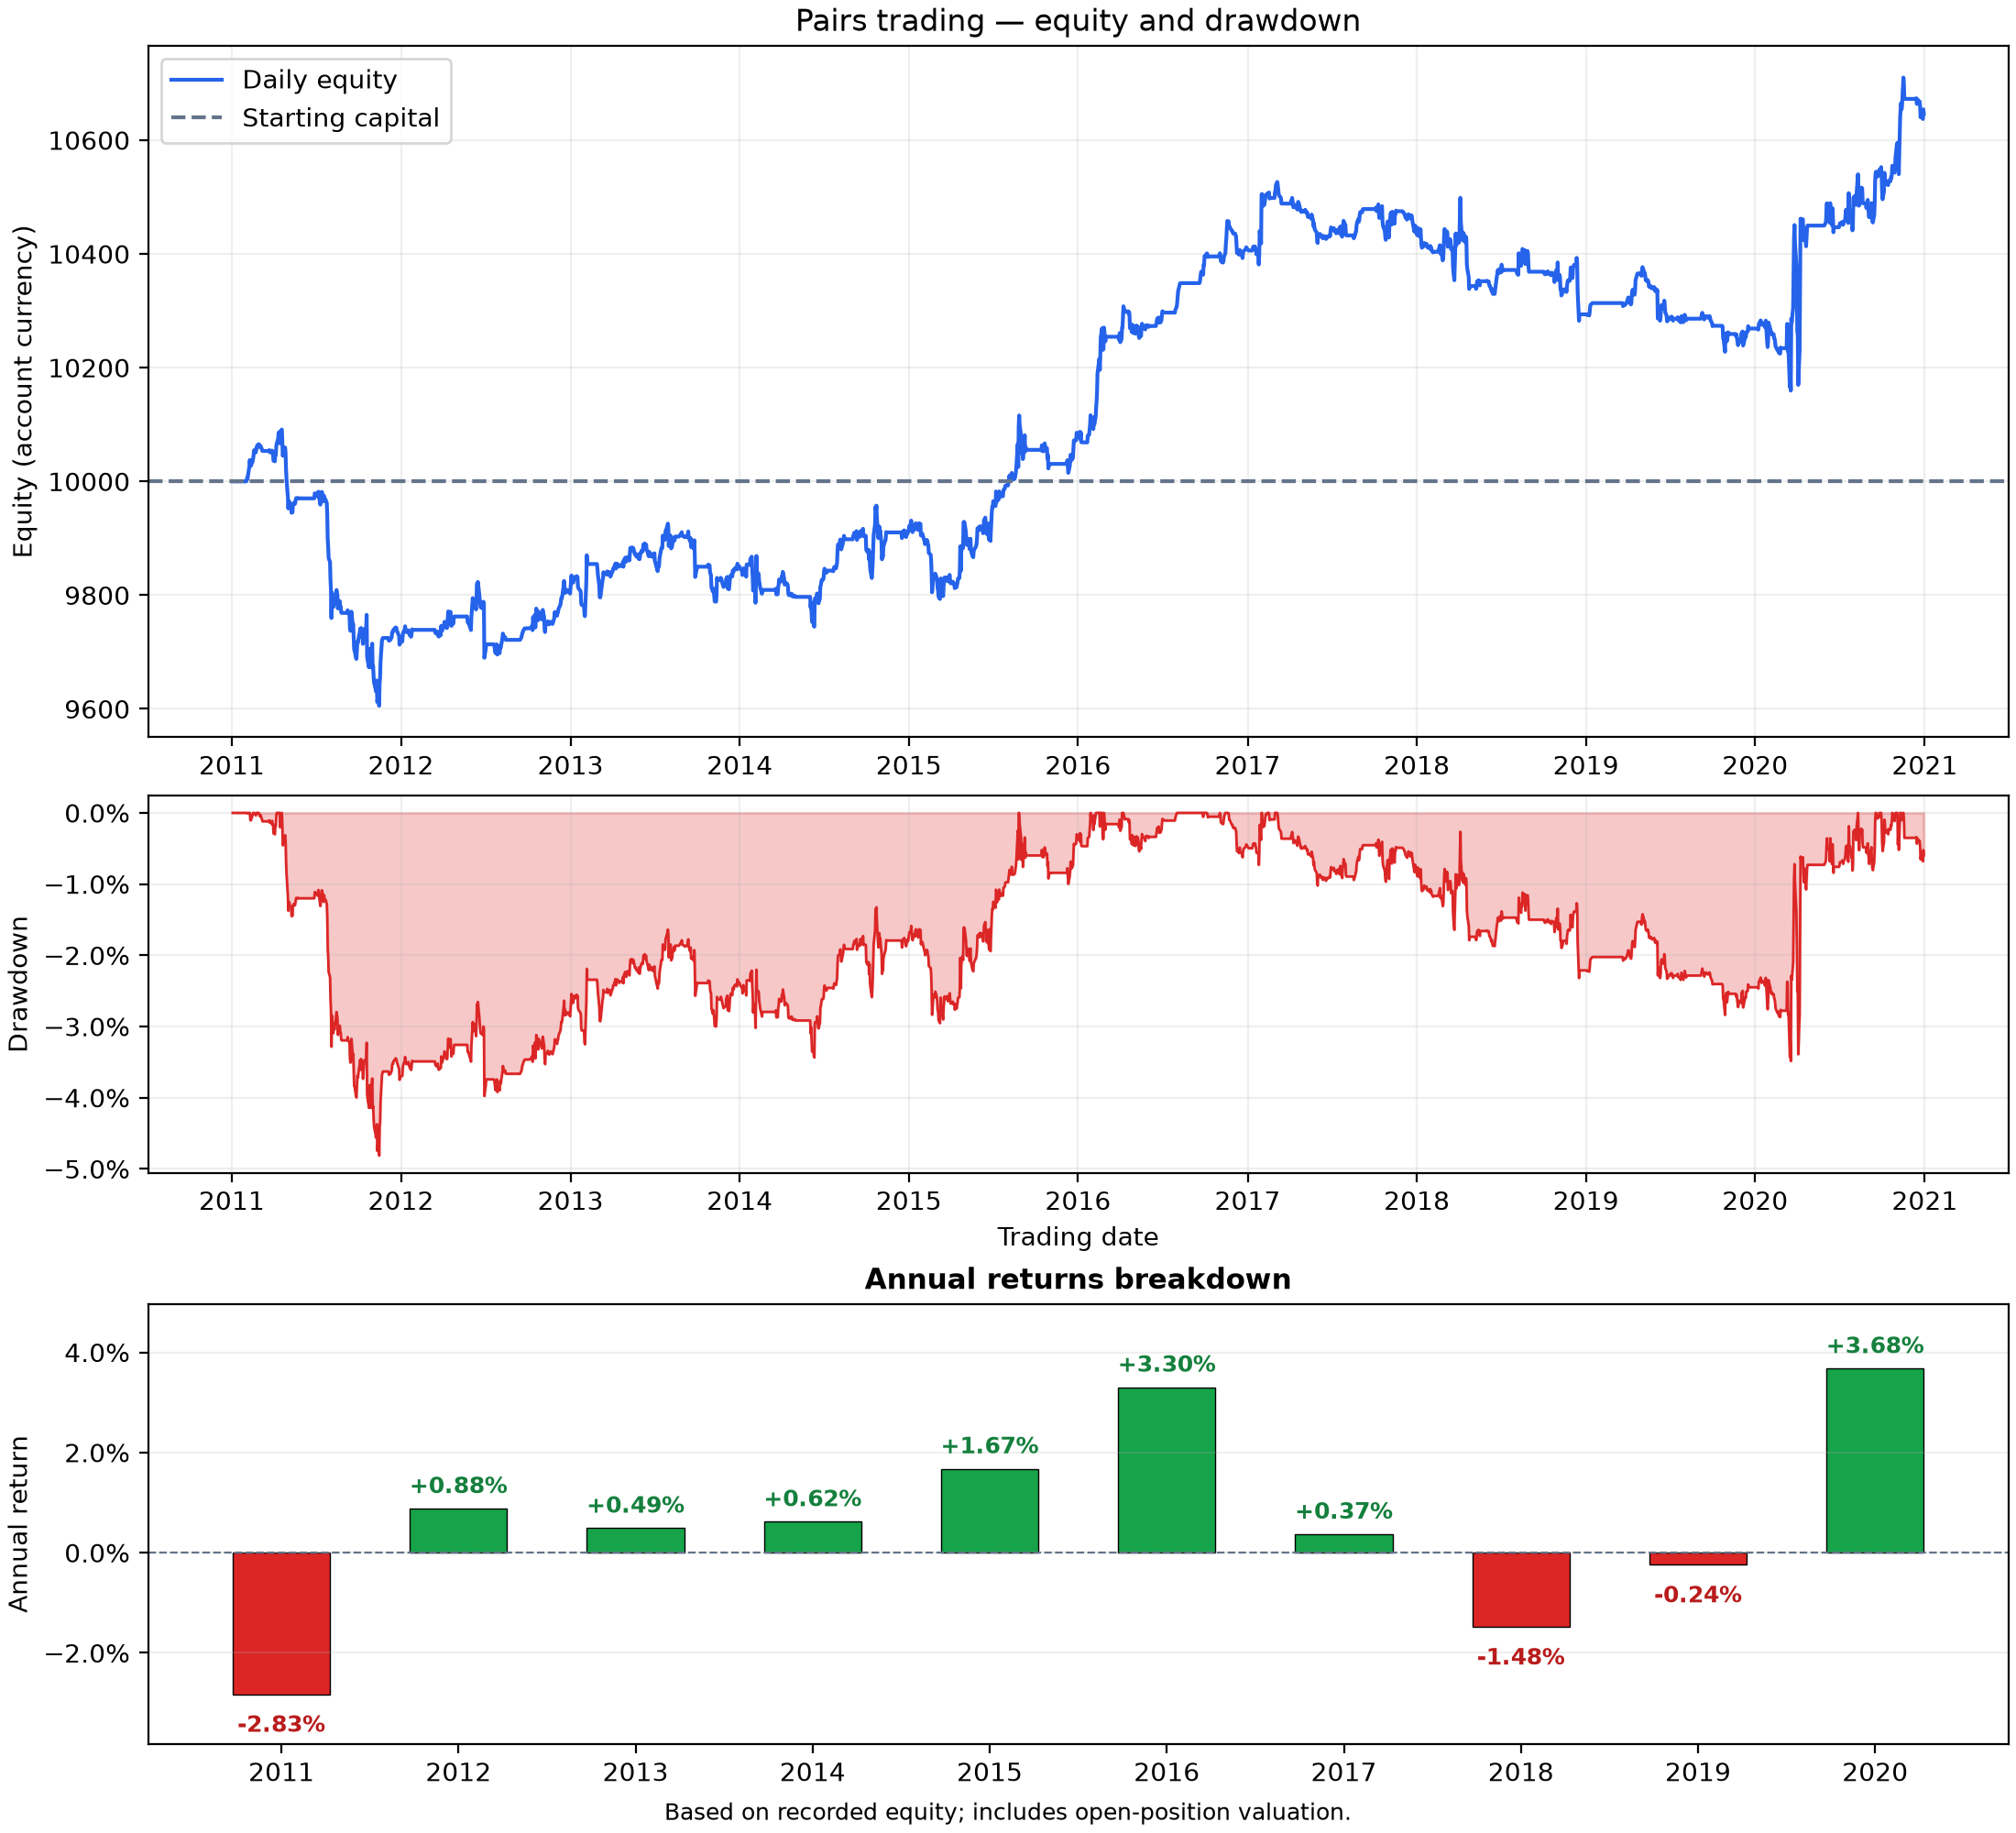 Pairs trading — equity and drawdown
Daily equity
Starting capital
Equity (account currency)
10600
10400
10200
10000
9800
9600
2011 2012 2013 2014 2015 2016 2017 2018 2019 2020 2021
Drawdown
0.0%
−1.0%
−2.0%
−3.0%
−4.0%
−5.0%
2011 2012 2013 2014 2015 2016 2017 2018 2019 2020 2021
Trading date
Annual returns breakdown
Annual return
4.0%
2.0%
0.0%
−2.0%
-2.83%
+0.88%
+0.49%
+0.62%
+1.67%
+3.30%
+0.37%
-1.48%
-0.24%
+3.68%
2011 2012 2013 2014 2015 2016 2017 2018 2019 2020
Based on recorded equity; includes open-position valuation.